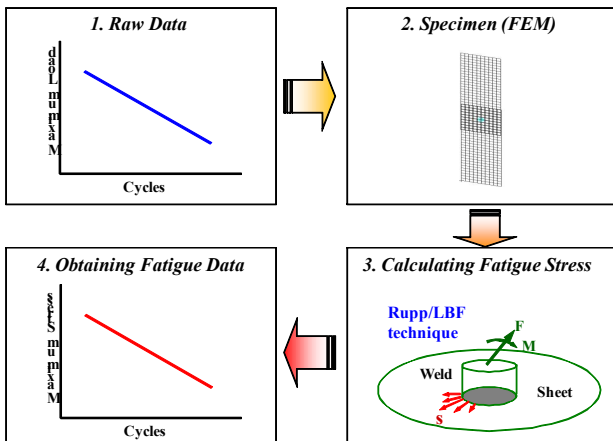 1. Raw Data
Maximum Load
Cycles
2. Specimen (FEM)
3. Calculating Fatigue Stress
Rupp/LBF
technique
F
M
Weld
Sheet
s
4. Obtaining Fatigue Data
Maximum Stress
Cycles